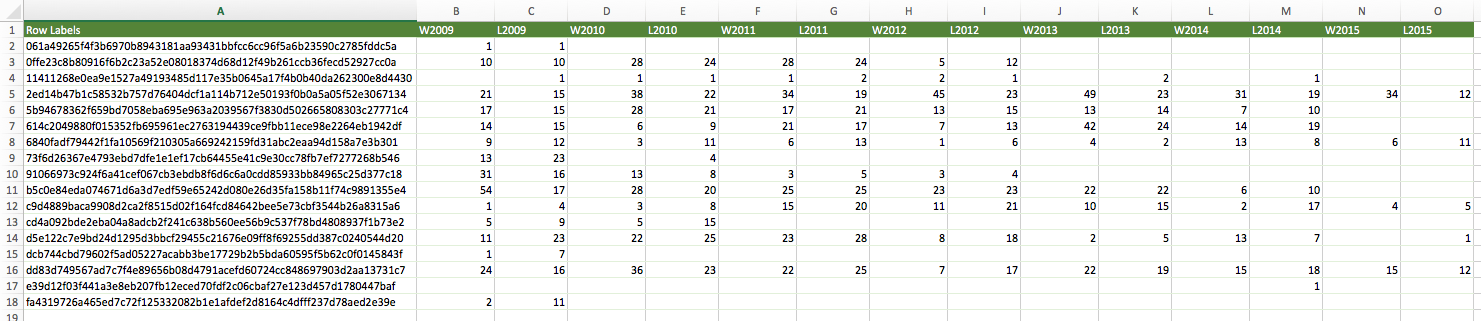 A B C D E F G H I J K L M N O
1 Row Labels W2009 L2009 W2010 L2010 W2011 L2011 W2012 L2012 W2013 L2013 W2014 L2014 W2015 L2015
2 061a49265f4f3b6970b8943181aa93431bbfcc6cc96f5a6b23590c2785fddc5a 1 1
3 0ffe23c8b80916f6b2c23a52e08018374d68d12f49b261ccb36fecd52927cc0a 10 10 28 24 28 24 5 12
4 11411268e0ea9e1527a49193485d117e35b0645a17f4b0b40da262300e8d4430 1 1 1 1 2 2 1 2 1
5 2ed14b47b1c58532b757d76404dcf1a114b712e50193f0b0a5a05f52e3067134 21 15 38 22 34 19 45 23 49 23 31 19 34 12
6 5b94678362f659bd7058eba695e963a2039567f3830d502665808303c27771c4 17 15 21 17 21 13 15 13 14 7 10
7 614c2049880f015352fb695961ec2763194439ce9fbb11ece98e2264eb1942df 14 15 6 9 21 17 7 13 42 24 14 19
8 6840fadf79442f1fa10569f210305a669242159fd31abc2eaa94d158a7e3b301 9 12 3 11 6 13 1 6 4 2 13 8 6 11
9 73f6d26367e4793ebd7dfe1e1ef17cb64455e41c9e30cc78fb7ef7277268b546 13 23 4
10 91066973c924f6a41cef067cb3ebdb8f6d6c6a0cdd85933bb84965c25d377c18 31 16 13 8 3 5 3 4
11 b5c0e84eda074671d6a3d7edf59e65242d080e26d35fa158b11f74c9891355e4 54 17 28 20 25 25 23 23 22 22 6 10
12 c9d4889baca9908d2ca2f8515d02f164fcd84642bee5e73cbf3544b26a8315a6 1 4 3 8 15 20 11 21 10 15 2 17 4 5
13 cd4a092bde2eba04a8adcb2f241c638b560ee56b9c537f78bd4808937f1b73e2 5 9 5 15
14 d5e122c7e9bd24d1295d3bbcf29455c21676e09ff8f69255dd387c0240544d20 11 23 22 25 23 28 8 18 2 5 13 7 1
15 dcb744cbd79602f5ad05227acabb3be17729b2b5bda60595f5b62c0f0145843f 1 7
16 dd83d749567ad7c7f4e89656b08d4791acefd60724cc848697903d2aa13731c7 24 16 36 23 22 25 7 17 22 19 15 18 15 12
17 e39d12f03f441a3e8eb207fb12eced70fdf2c06cbaf27e123d457d1780447baf 1
18 fa4319726a465ed7c72f125332082b1e1afdef2d8164c4dfff237d78aed2e39e 2 11
19